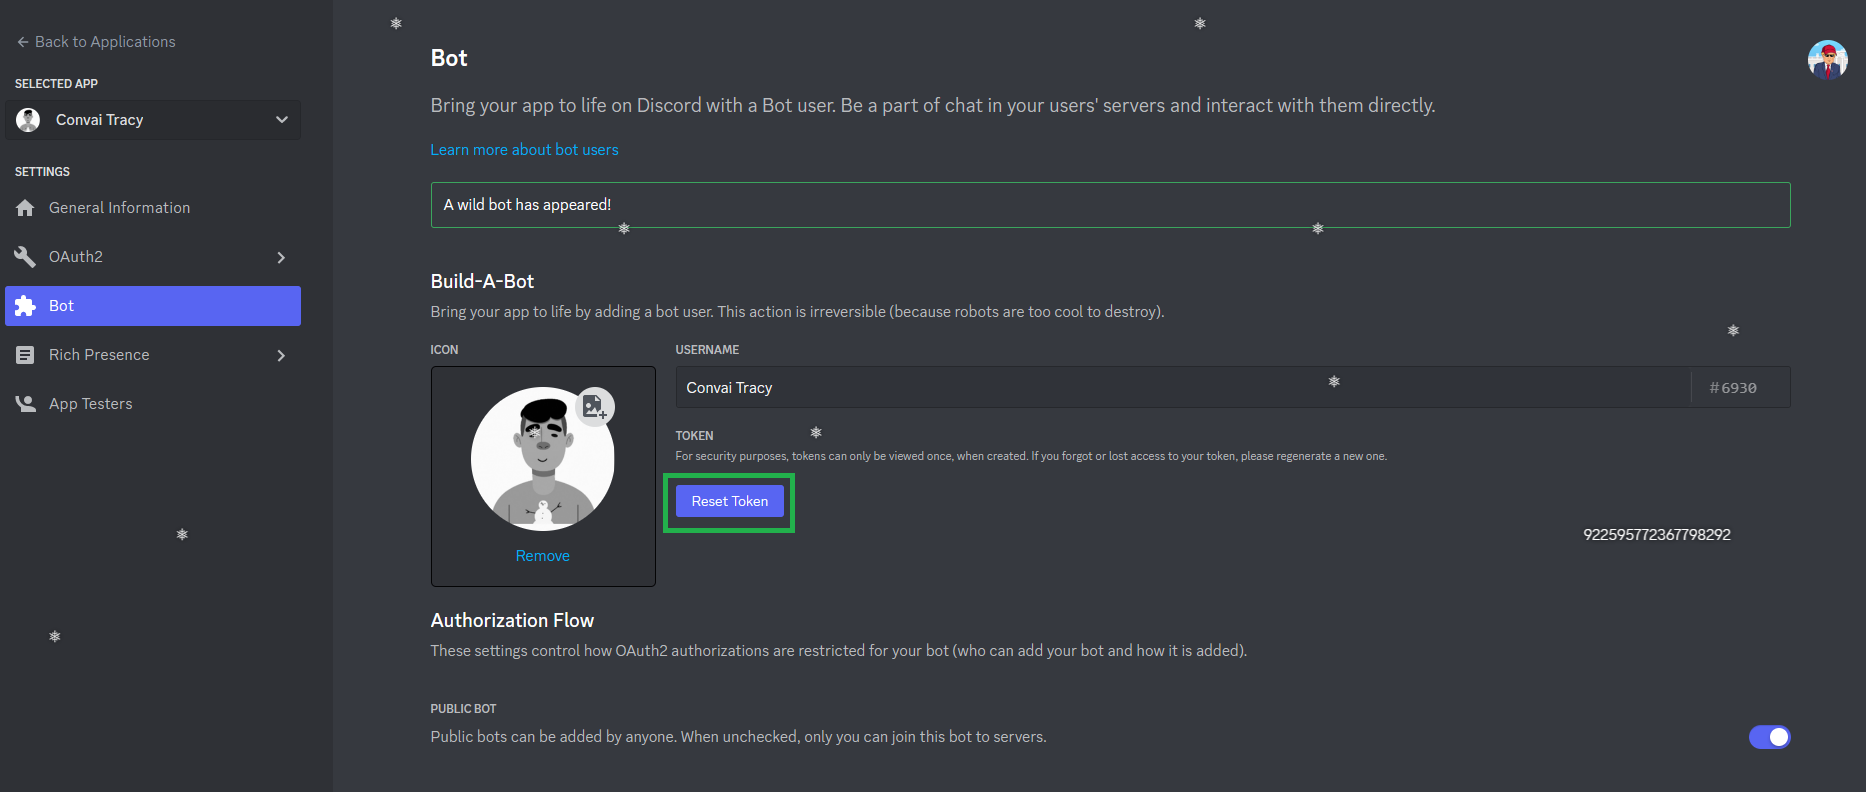 Back to Applications
SELECTED APP
Convai Tracy
SETTINGS
General Information
OAuth2
Bot
Rich Presence
App Testers
Bot
Bring your app to life on Discord with a Bot user. Be a part of chat in your users' servers and interact with them directly.
Learn more about bot users
A wild bot has appeared!
Build-A-Bot
Bring your app to life by adding a bot user. This action is irreversible (because robots are too cool to destroy).
ICON
Remove
USERNAME
Convai Tracy #6930
TOKEN
For security purposes, tokens can only be viewed once, when created. If you forgot or lost access to your token, please regenerate a new one.
Reset Token
922595772367798292
Authorization Flow
These settings control how OAuth2 authorizations are restricted for your bot (who can add your bot and how it is added).
PUBLIC BOT
Public bots can be added by anyone. When unchecked, only you can join this bot to servers.